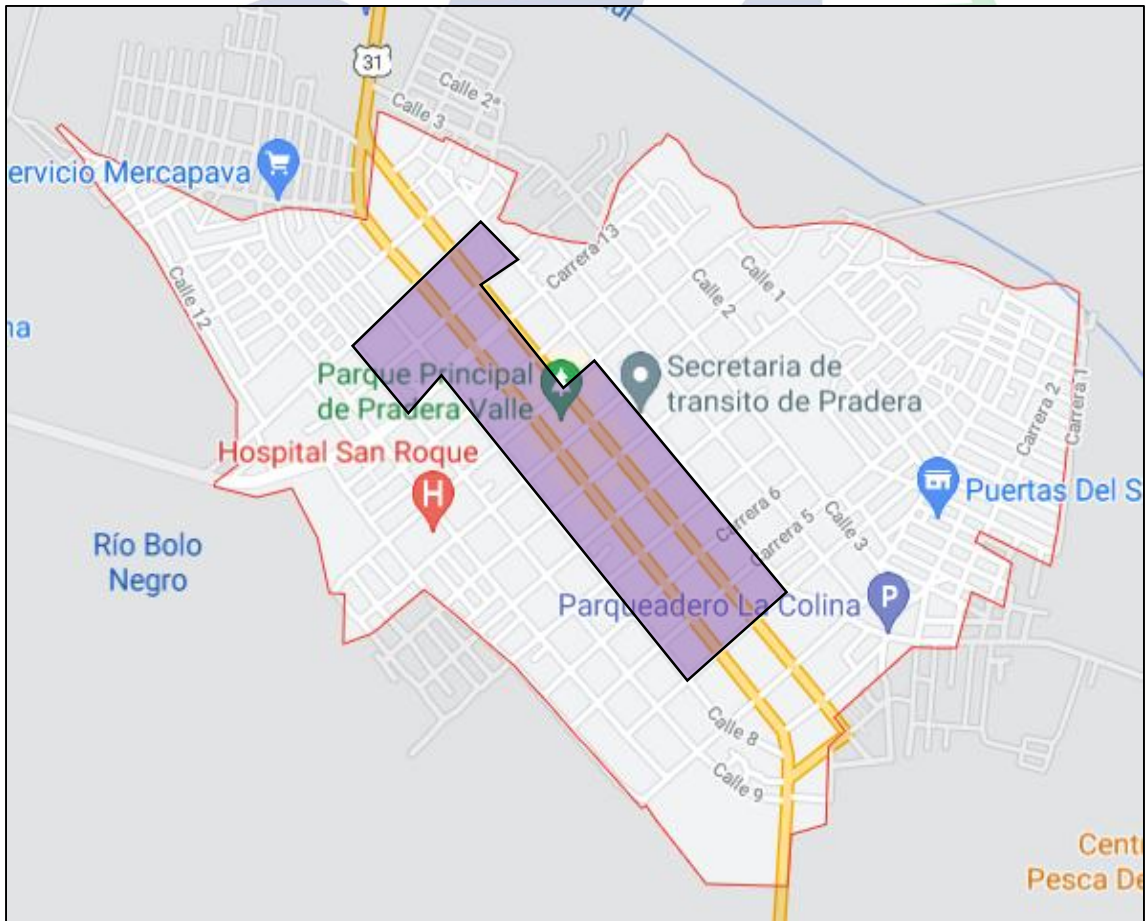 31
Calle 2ª
Calle 3
ervicio Mercapava
Carrera 13
Calle 1
Calle 2
Calle 12
na
Parque Principal
de Pradera Valle
Secretaria de
transito de Pradera
Carrera 2
Carrera 1
Hospital San Roque
H
Puertas Del S
Carrera 6
Carrera 5
Calle 3
Río Bolo
Negro
Parqueadero La Colina
P
Calle 8
Calle 9
Cent
Pesca De